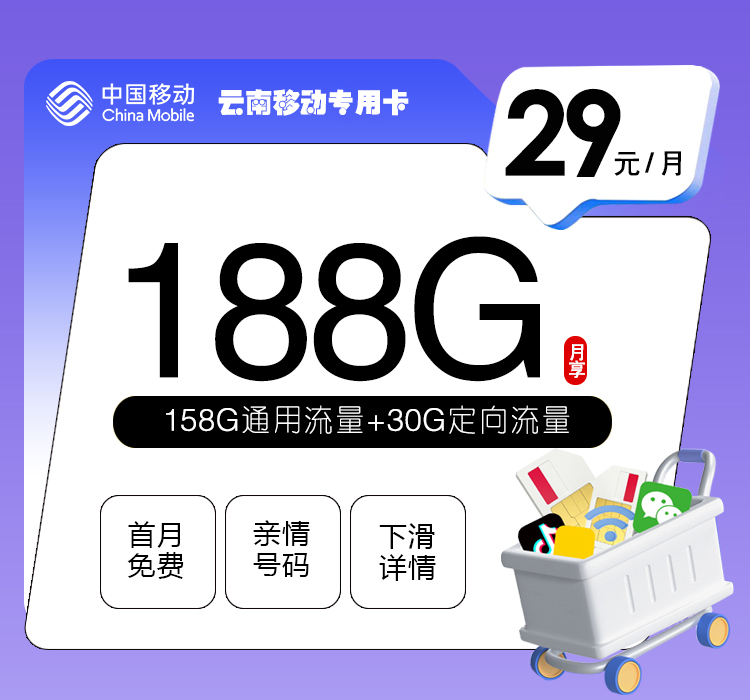 中国移动
China Mobile
云南移动专用卡
29元/月
188G
月享
158G通用流量+30G定向流量
首月
免费
亲情
号码
下滑
详情